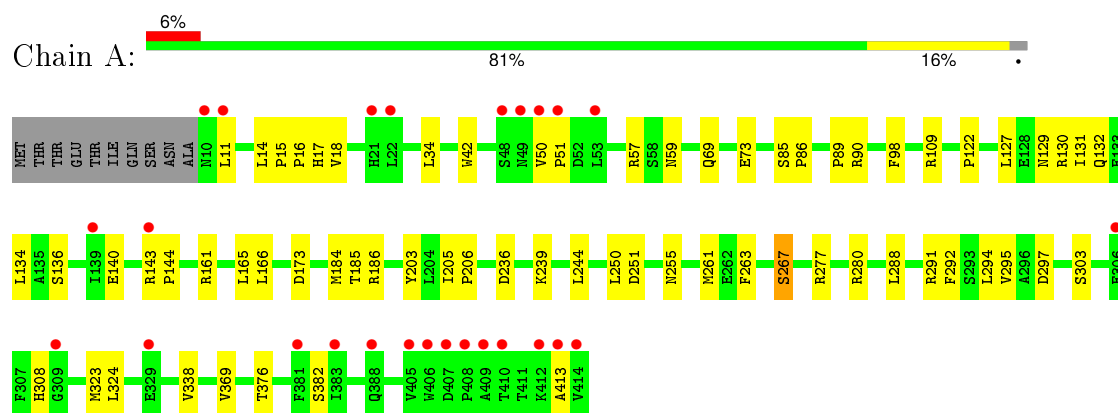 6%
Chain A:
81% 16% •
MET THR THR GLU THR ILE GLN SER ASN ALA N10 L11 L14 P15 P16 H17 V18 H21 L22 L34 W42 S48 N49 V50 P51 D52 L53 R57 S58 N59 Q69 E73 S85 P86 P89 R90 F98 R109 P122 L127 E128 N129 R130 I131 Q132 E133
L134 A135 S136 I139 E140 R143 P144 R161 L165 L166 D173 M184 T185 R186 Y203 L204 I205 P206 D236 K239 L244 L250 D251 N255 M261 E262 F263 S267 R277 R280 L288 R291 F292 S293 L294 V295 A296 D297 S303 E306
F307 H308 G309 M323 L324 E329 V338 V369 T376 F381 S382 I383 Q388 V405 W406 D407 P408 A409 T410 T411 K412 A413 V414